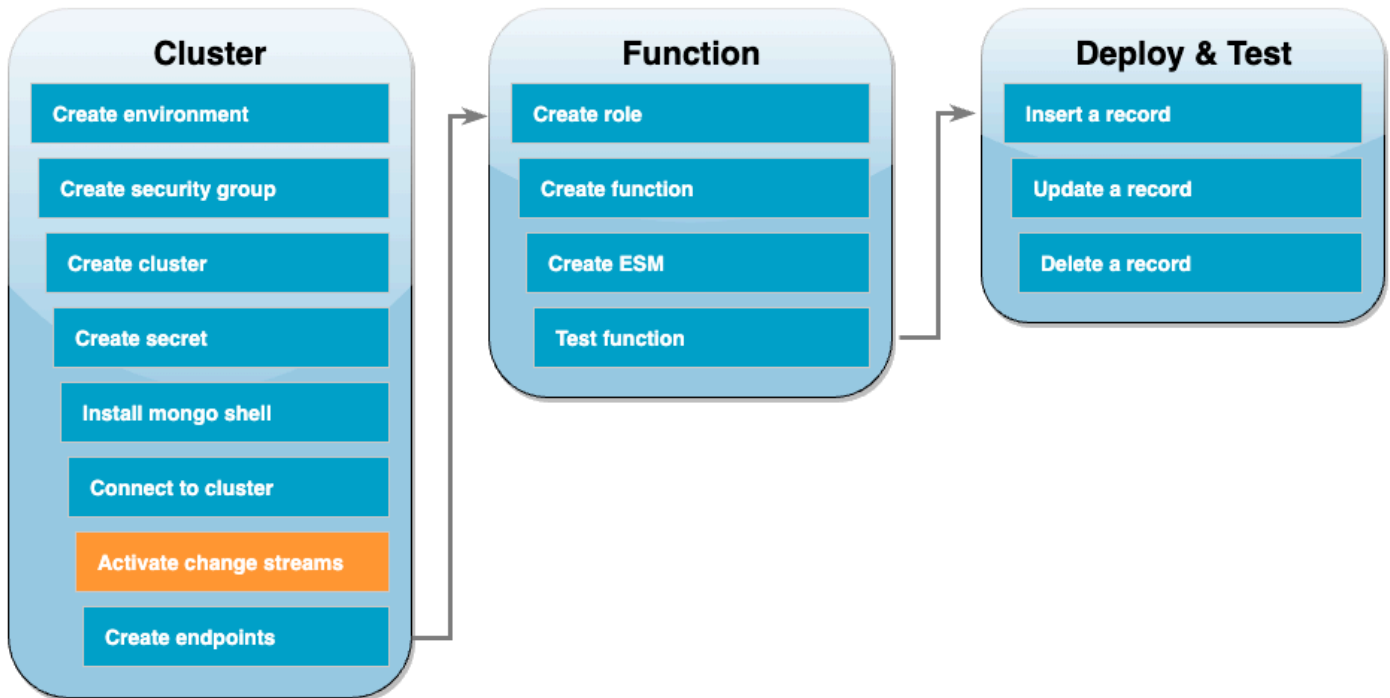 Cluster
Create environment
Create security group
Create cluster
Create secret
Install mongo shell
Connect to cluster
Activate change streams
Create endpoints
Function
Create role
Create function
Create ESM
Test function
Deploy & Test
Insert a record
Update a record
Delete a record